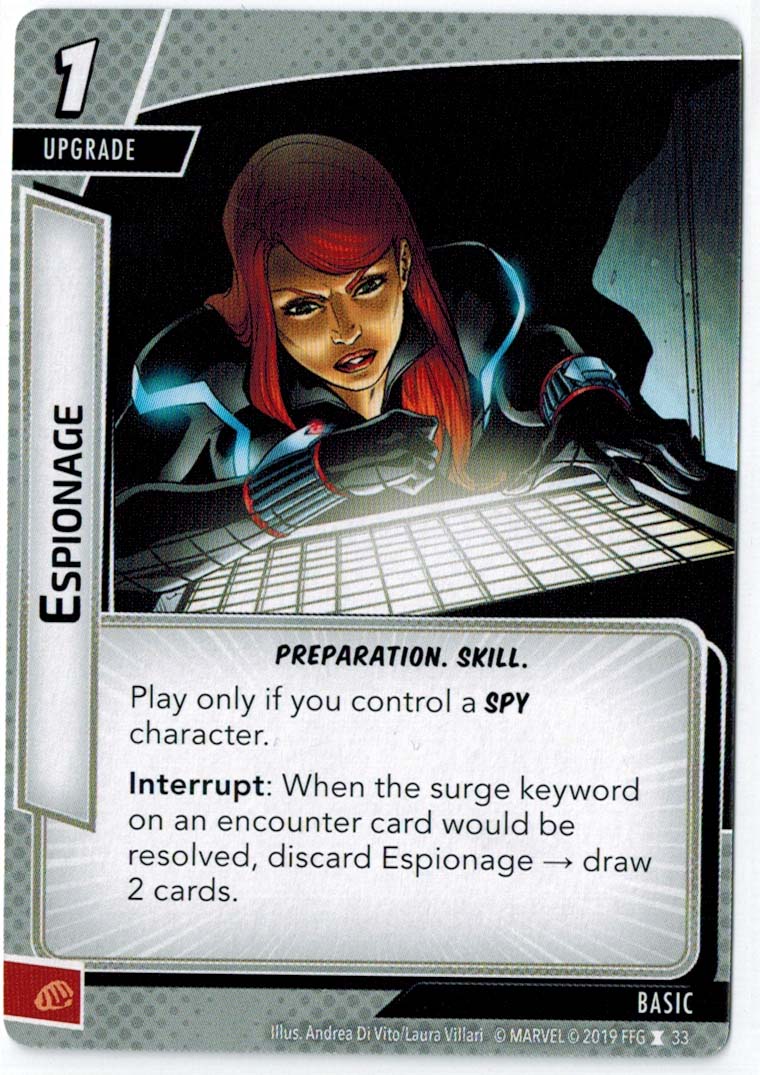 1
UPGRADE
ESPIONAGE
PREPARATION. SKILL.
Play only if you control a SPY
character.
Interrupt: When the surge keyword
on an encounter card would be
resolved, discard Espionage → draw
2 cards.
BASIC
Illus. Andrea Di Vito/Laura Villari © MARVEL © 2019 FFG 33